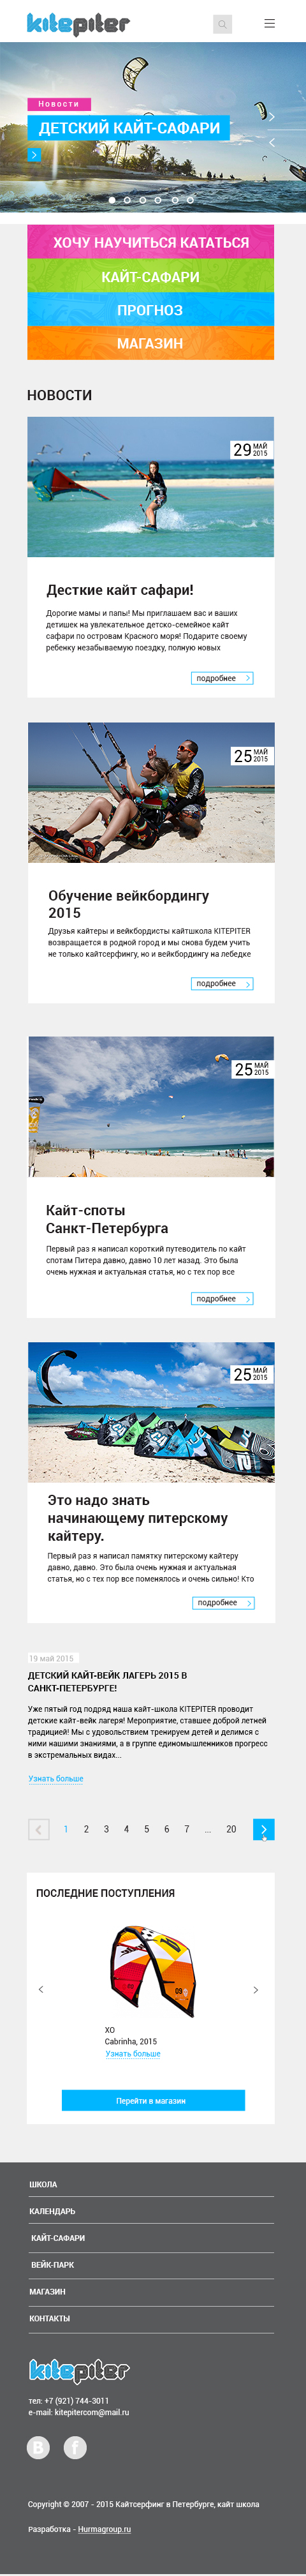 kitepiter
Новости
ДЕТСКИЙ КАЙТ-САФАРИ
ХОЧУ НАУЧИТЬСЯ КАТАТЬСЯ
КАЙТ-САФАРИ
ПРОГНОЗ
МАГАЗИН
НОВОСТИ
29 МАЙ 2015
Десткие кайт сафари!
Дорогие мамы и папы! Мы приглашаем вас и ваших
детишек на увлекательное детско-семейное кайт
сафари по островам Красного моря! Подарите своему
ребенку незабываемую поездку, полную новых
подробнее
25 МАЙ 2015
Обучение вейкбордингу
2015
Друзья кайтеры и вейкбордисты кайтшкола KITEPITER
возвращается в родной город и мы снова будем учить
не только кайтсерфингу, но и вейкбордингу на лебедке
подробнее
25 МАЙ 2015
Кайт-споты
Санкт-Петербурга
Первый раз я написал короткий путеводитель по кайт
спотам Питера давно, давно 10 лет назад. Это была
очень нужная и актуальная статья, но с тех пор все
подробнее
25 МАЙ 2015
Это надо знать
начинающему питерскому
кайтеру.
Первый раз я написал памятку питерскому кайтеру
давно, давно. Это была очень нужная и актуальная
статья, но с тех пор все поменялось и очень сильно! Кто
подробнее
19 май 2015
ДЕТСКИЙ КАЙТ-ВЕЙК ЛАГЕРЬ 2015 В
САНКТ-ПЕТЕРБУРГЕ!
Уже пятый год подряд наша кайт-школа KITEPITER проводит
детские кайт-вейк лагеря! Мероприятие, ставшее доброй летней
традицией! Мы с удовольствием тренируем детей и делимся с
ними нашими знаниями, а в группе единомышленников прогресс
в экстремальных видах...
Узнать больше
1 2 3 4 5 6 7 ... 20
ПОСЛЕДНИЕ ПОСТУПЛЕНИЯ
XO
Cabrinha, 2015
Узнать больше
Перейти в магазин
ШКОЛА
КАЛЕНДАРЬ
КАЙТ-САФАРИ
ВЕЙК-ПАРК
МАГАЗИН
КОНТАКТЫ
kitepiter
тел: +7 (921) 744-3011
e-mail: kitepitercom@mail.ru
B f
Copyright © 2007 - 2015 Кайтсерфинг в Петербурге, кайт школа
Разработка - Hurmagroup.ru